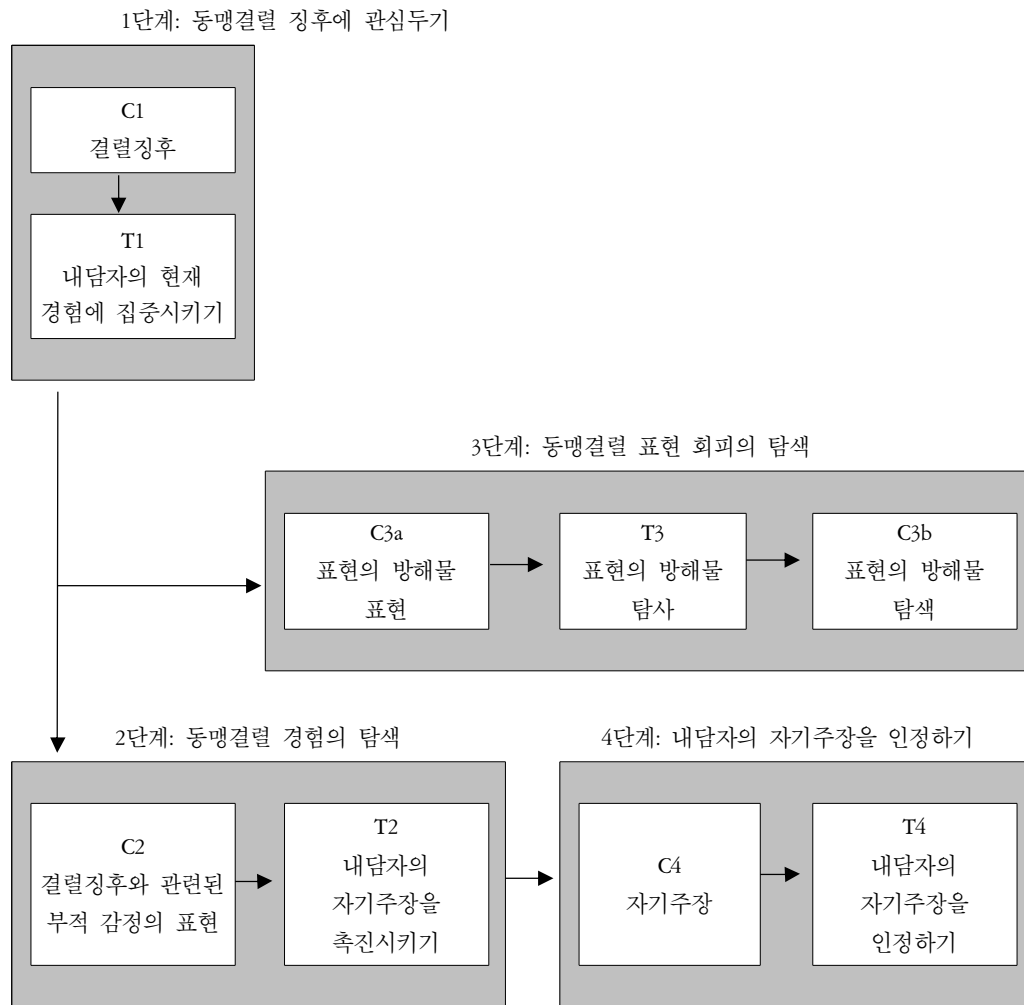 1단계: 동맹결렬 징후에 관심두기
C1
결렬징후
T1
내담자의 현재
경험에 집중시키기
3단계: 동맹결렬 표현 회피의 탐색
C3a
표현의 방해물
표현
T3
표현의 방해물
탐사
C3b
표현의 방해물
탐색
2단계: 동맹결렬 경험의 탐색
C2
결렬징후와 관련된
부적 감정의 표현
T2
내담자의
자기주장을
촉진시키기
4단계: 내담자의 자기주장을 인정하기
C4
자기주장
T4
내담자의
자기주장을
인정하기